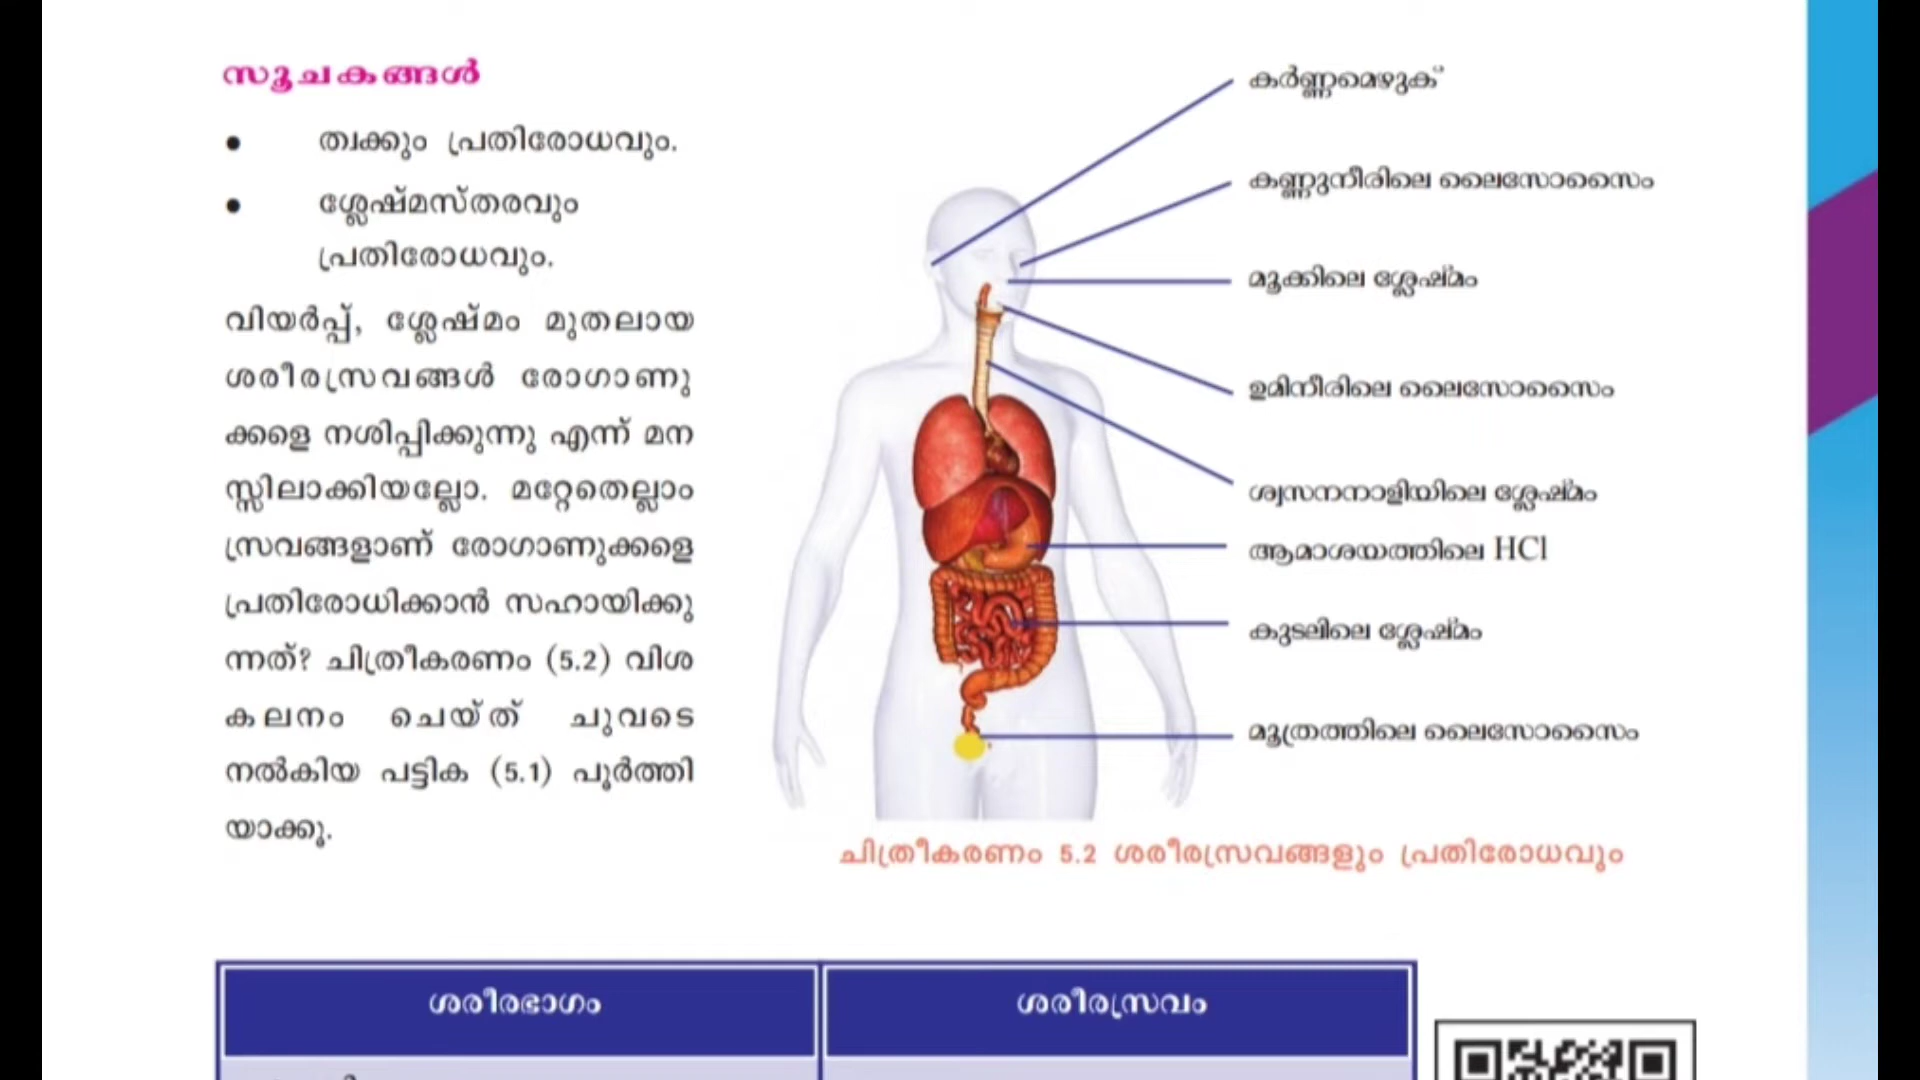 സൂചകങ്ങൾ
• ത്വക്കും പ്രതിരോധവും.
• ശ്ലേഷ്മസ്തരവും
പ്രതിരോധവും.
വിയർപ്പ്, ശ്ലേഷ്മം മുതലായ
ശരീരസ്രവങ്ങൾ രോഗാണു
ക്കളെ നശിപ്പിക്കുന്നു എന്ന് മന
സ്സിലാക്കിയല്ലോ. മറ്റേതെല്ലാം
സ്രവങ്ങളാണ് രോഗാണുക്കളെ
പ്രതിരോധിക്കാൻ സഹായിക്കു
ന്നത്? ചിത്രീകരണം (5.2) വിശ
കലനം ചെയ്ത് ചുവടെ
നൽകിയ പട്ടിക (5.1) പൂർത്തി
യാക്കൂ.
കർണ്ണമെഴുക്
കണ്ണുനീരിലെ ലൈസോസൈം
മൂക്കിലെ ശ്ലേഷ്മം
ഉമിനീരിലെ ലൈസോസൈം
ശ്വസനനാളിയിലെ ശ്ലേഷ്മം
ആമാശയത്തിലെ HCl
കുടലിലെ ശ്ലേഷ്മം
മൂത്രത്തിലെ ലൈസോസൈം
ചിത്രീകരണം 5.2 ശരീരസ്രവങ്ങളും പ്രതിരോധവും
ശരീരഭാഗം
ശരീരസ്രവം